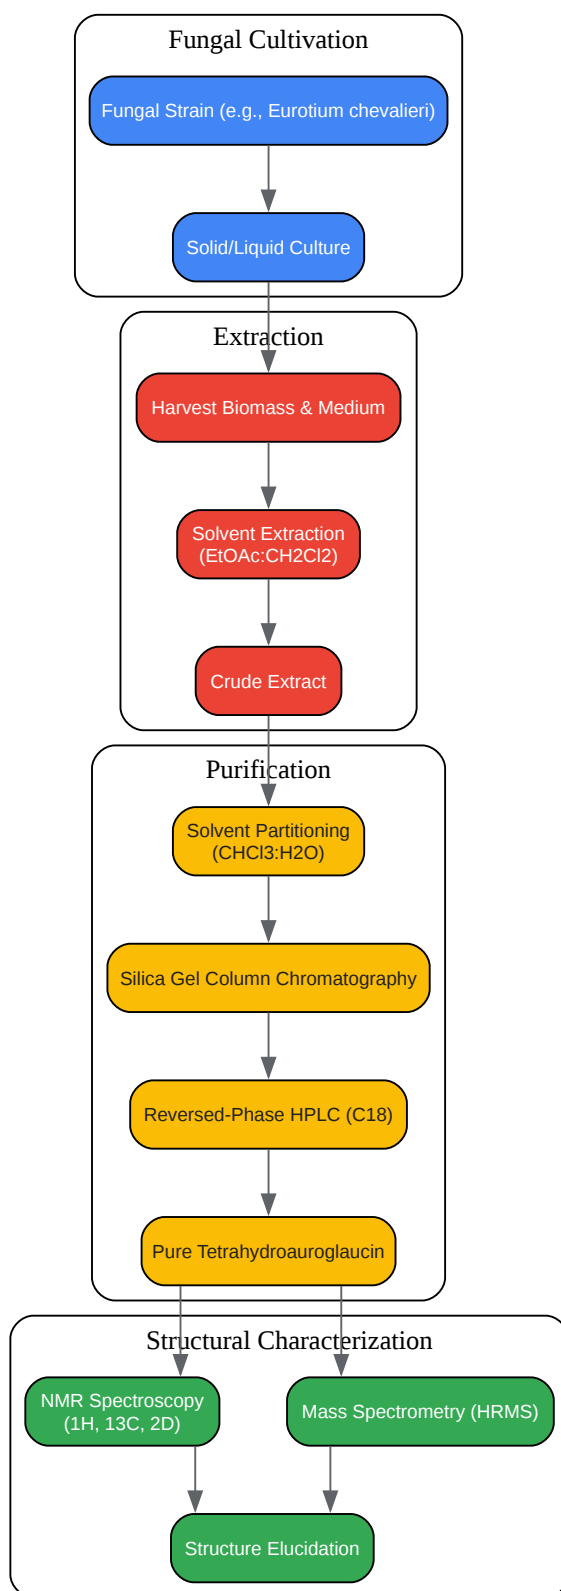 Fungal Cultivation
Fungal Strain (e.g., Eurotium chevalieri)
Solid/Liquid Culture
Extraction
Harvest Biomass & Medium
Solvent Extraction
(EtOAc:CH2Cl2)
Crude Extract
Purification
Solvent Partitioning
(CHCl3:H2O)
Silica Gel Column Chromatography
Reversed-Phase HPLC (C18)
Pure Tetrahydroauroglaucin
Structural Characterization
NMR Spectroscopy
(1H, 13C, 2D)
Mass Spectrometry (HRMS)
Structure Elucidation